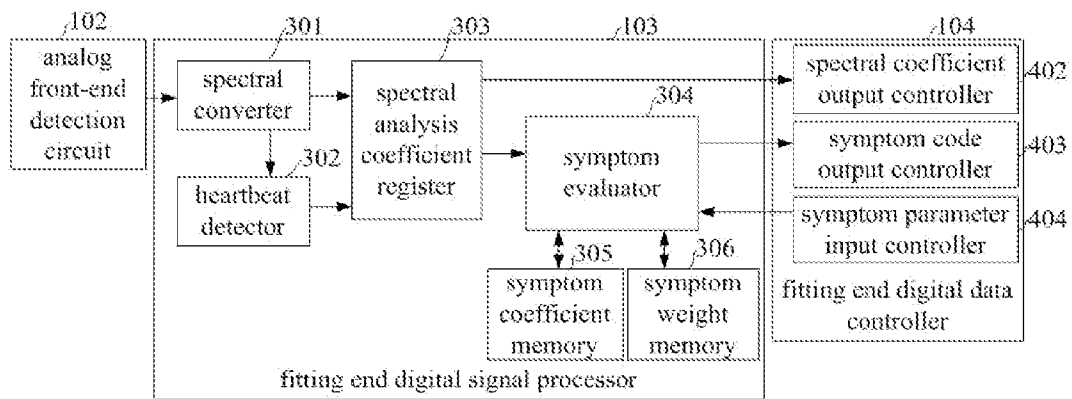 102
analog
front-end
detection
circuit
301
spectral
converter
302
heartbeat
detector
303
spectral
analysis
coefficient
register
103
304
symptom
evaluator
305
symptom
coefficient
memory
306
symptom
weight
memory
fitting end digital signal processor
104
spectral coefficient
output controller
402
symptom code
output controller
403
symptom parameter
input controller
404
fitting end digital data
controller